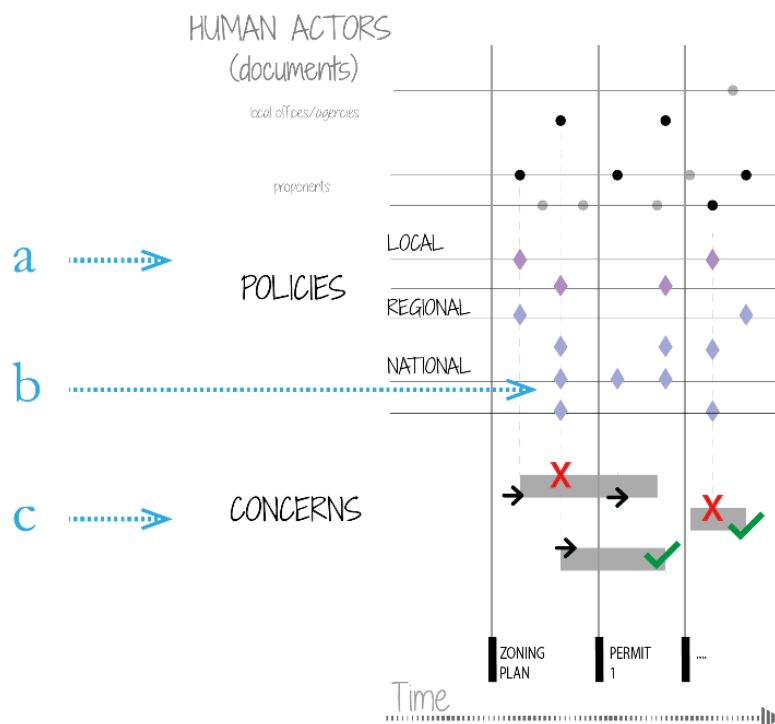 HUMAN ACTORS
(documents)
local offices/agencies
proponents
a
LOCAL
POLICIES
REGIONAL
b
NATIONAL
c
CONCERNS
X
X
ZONING
PLAN
PERMIT
1
....
Time